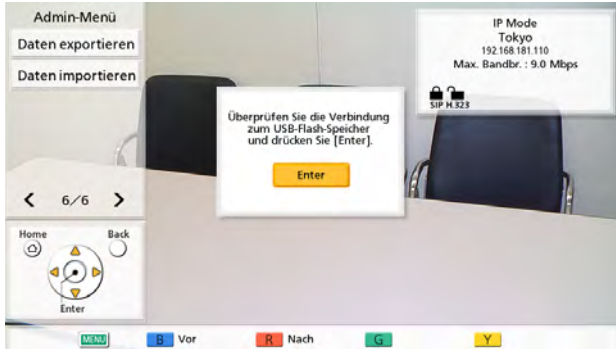 Admin-Menü
Daten exportieren
Daten importieren
6/6
Home
Back
Enter
IP Mode
Tokyo
192.168.181.110
Max. Bandbr. : 9.0 Mbps
SIP H.323
Überprüfen Sie die Verbindung
zum USB-Flash-Speicher
und drücken Sie [Enter].
Enter
MENU
B Vor
R Nach
G
Y